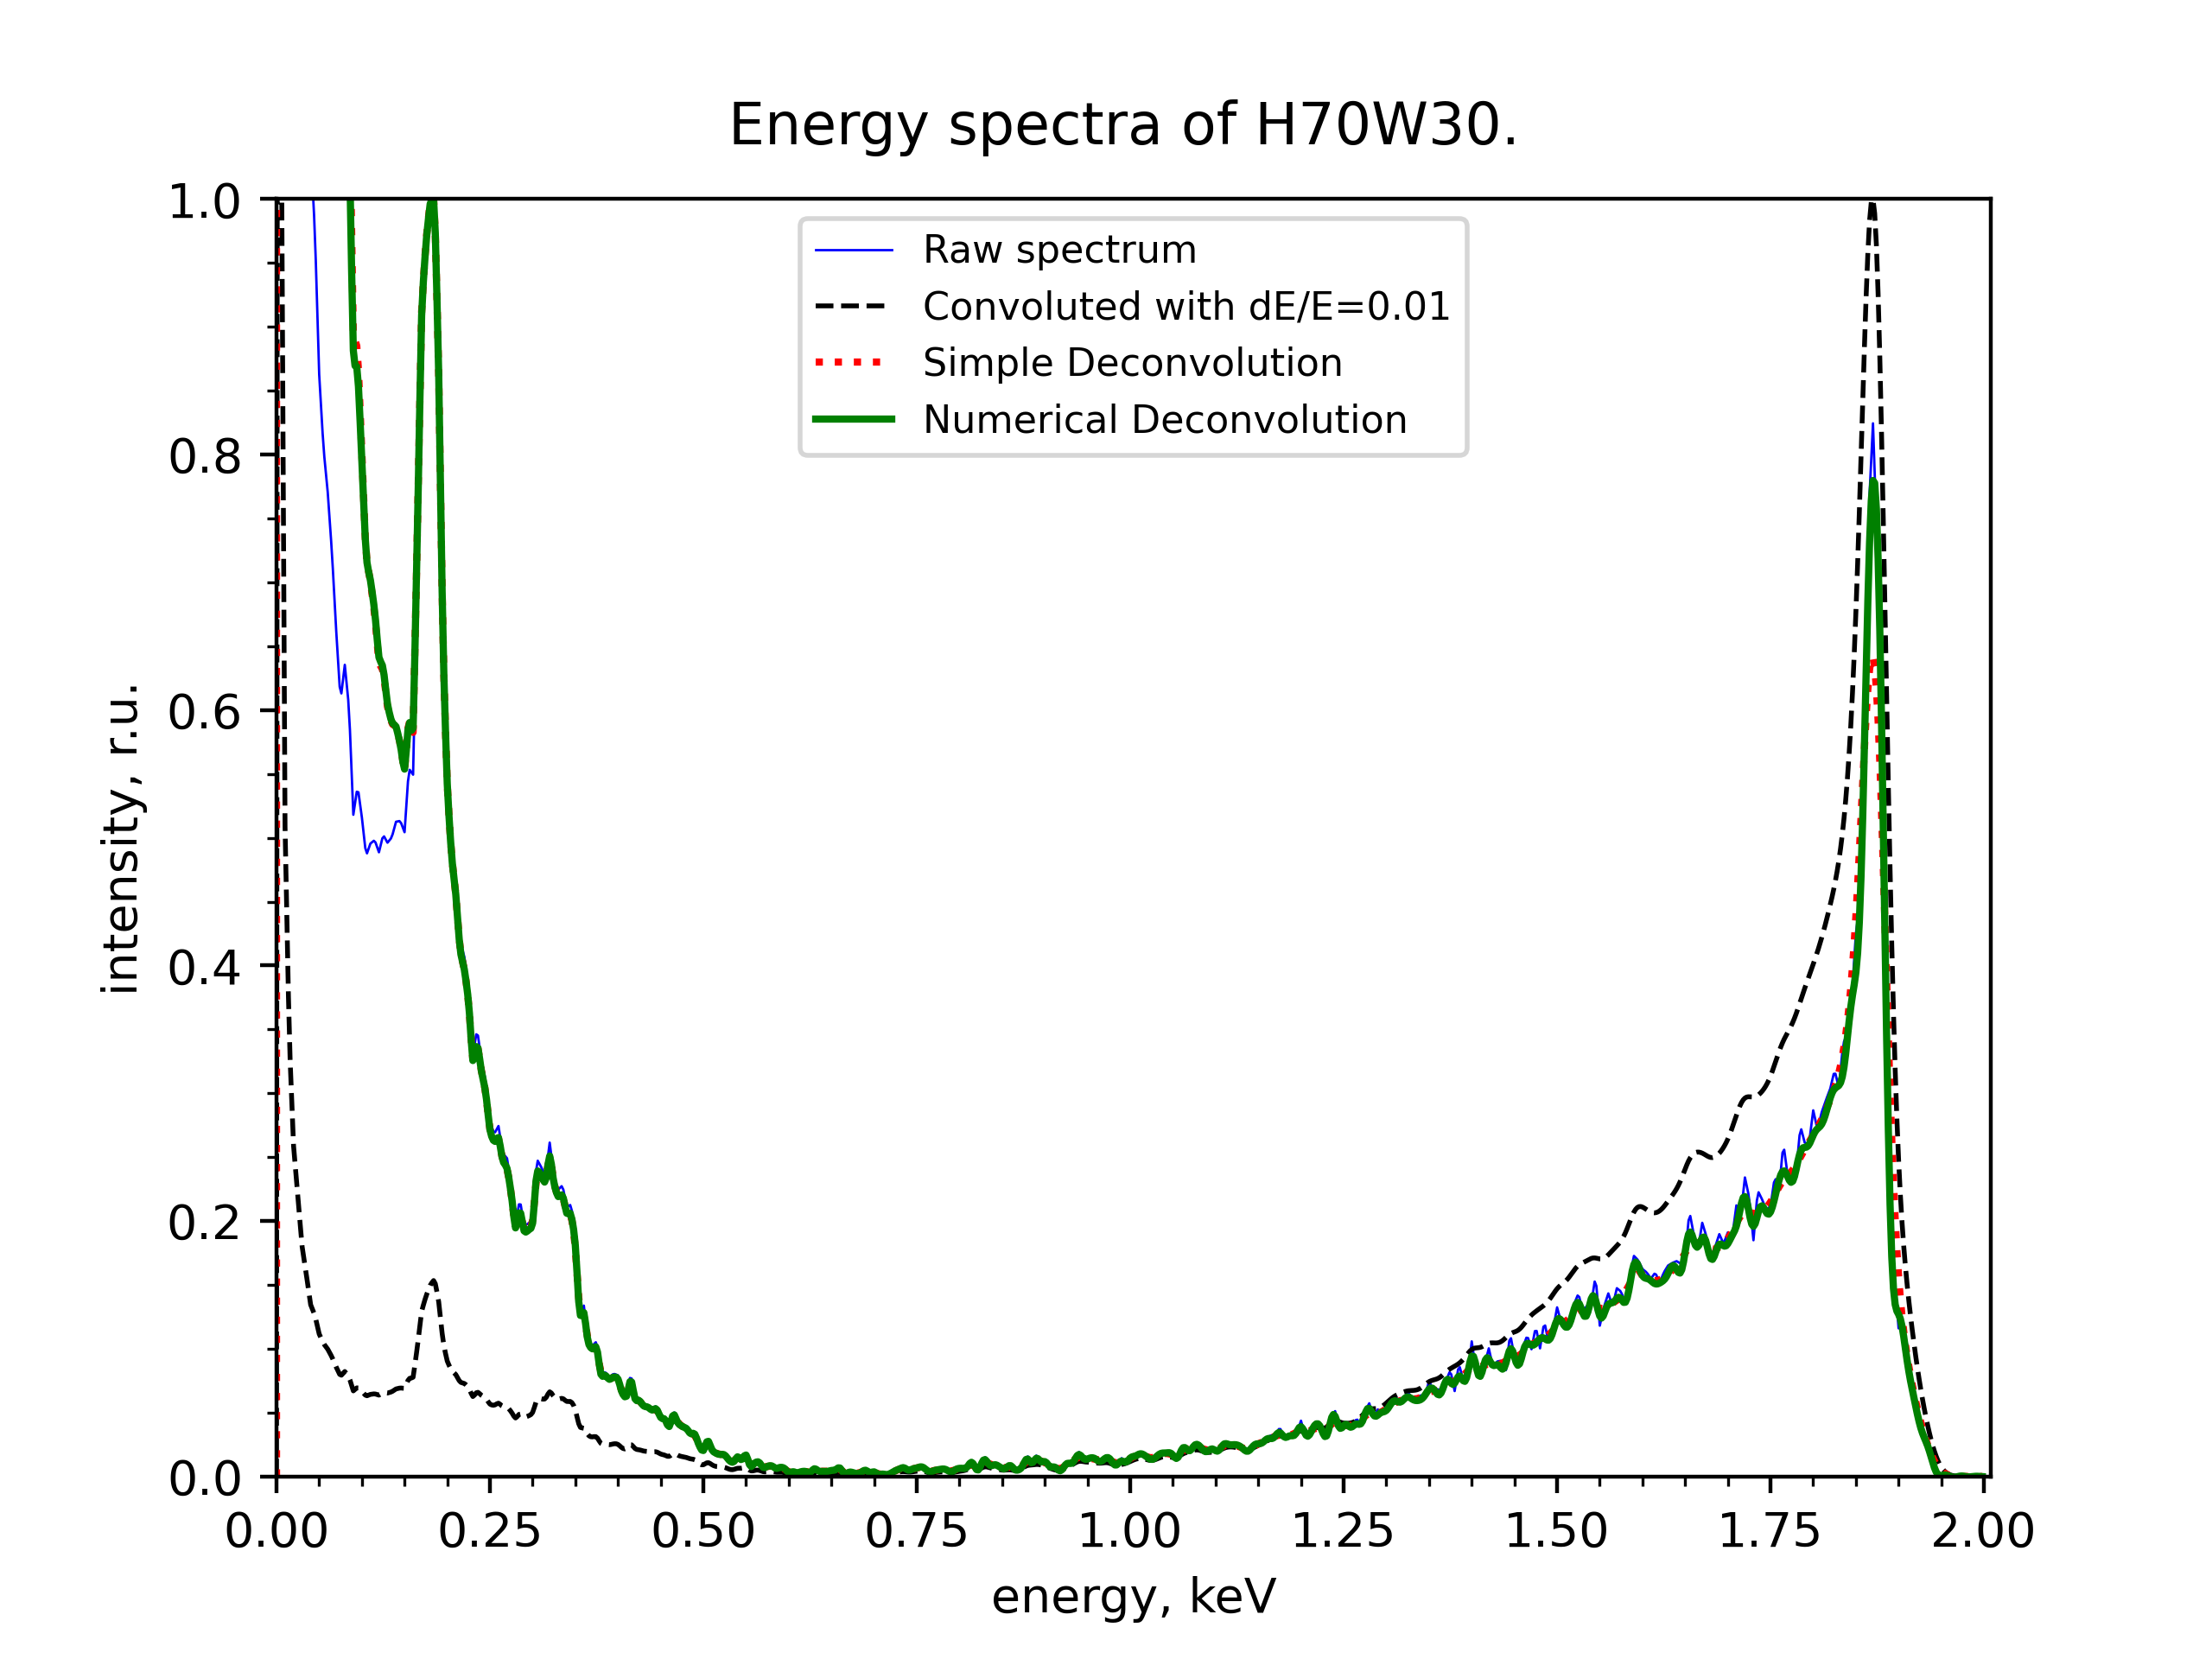 Energy spectra of H70W30.
Raw spectrum
Convoluted with dE/E=0.01
Simple Deconvolution
Numerical Deconvolution
intensity, r.u.
1.0
0.8
0.6
0.4
0.2
0.0
0.00 0.25 0.50 0.75 1.00 1.25 1.50 1.75 2.00
energy, keV